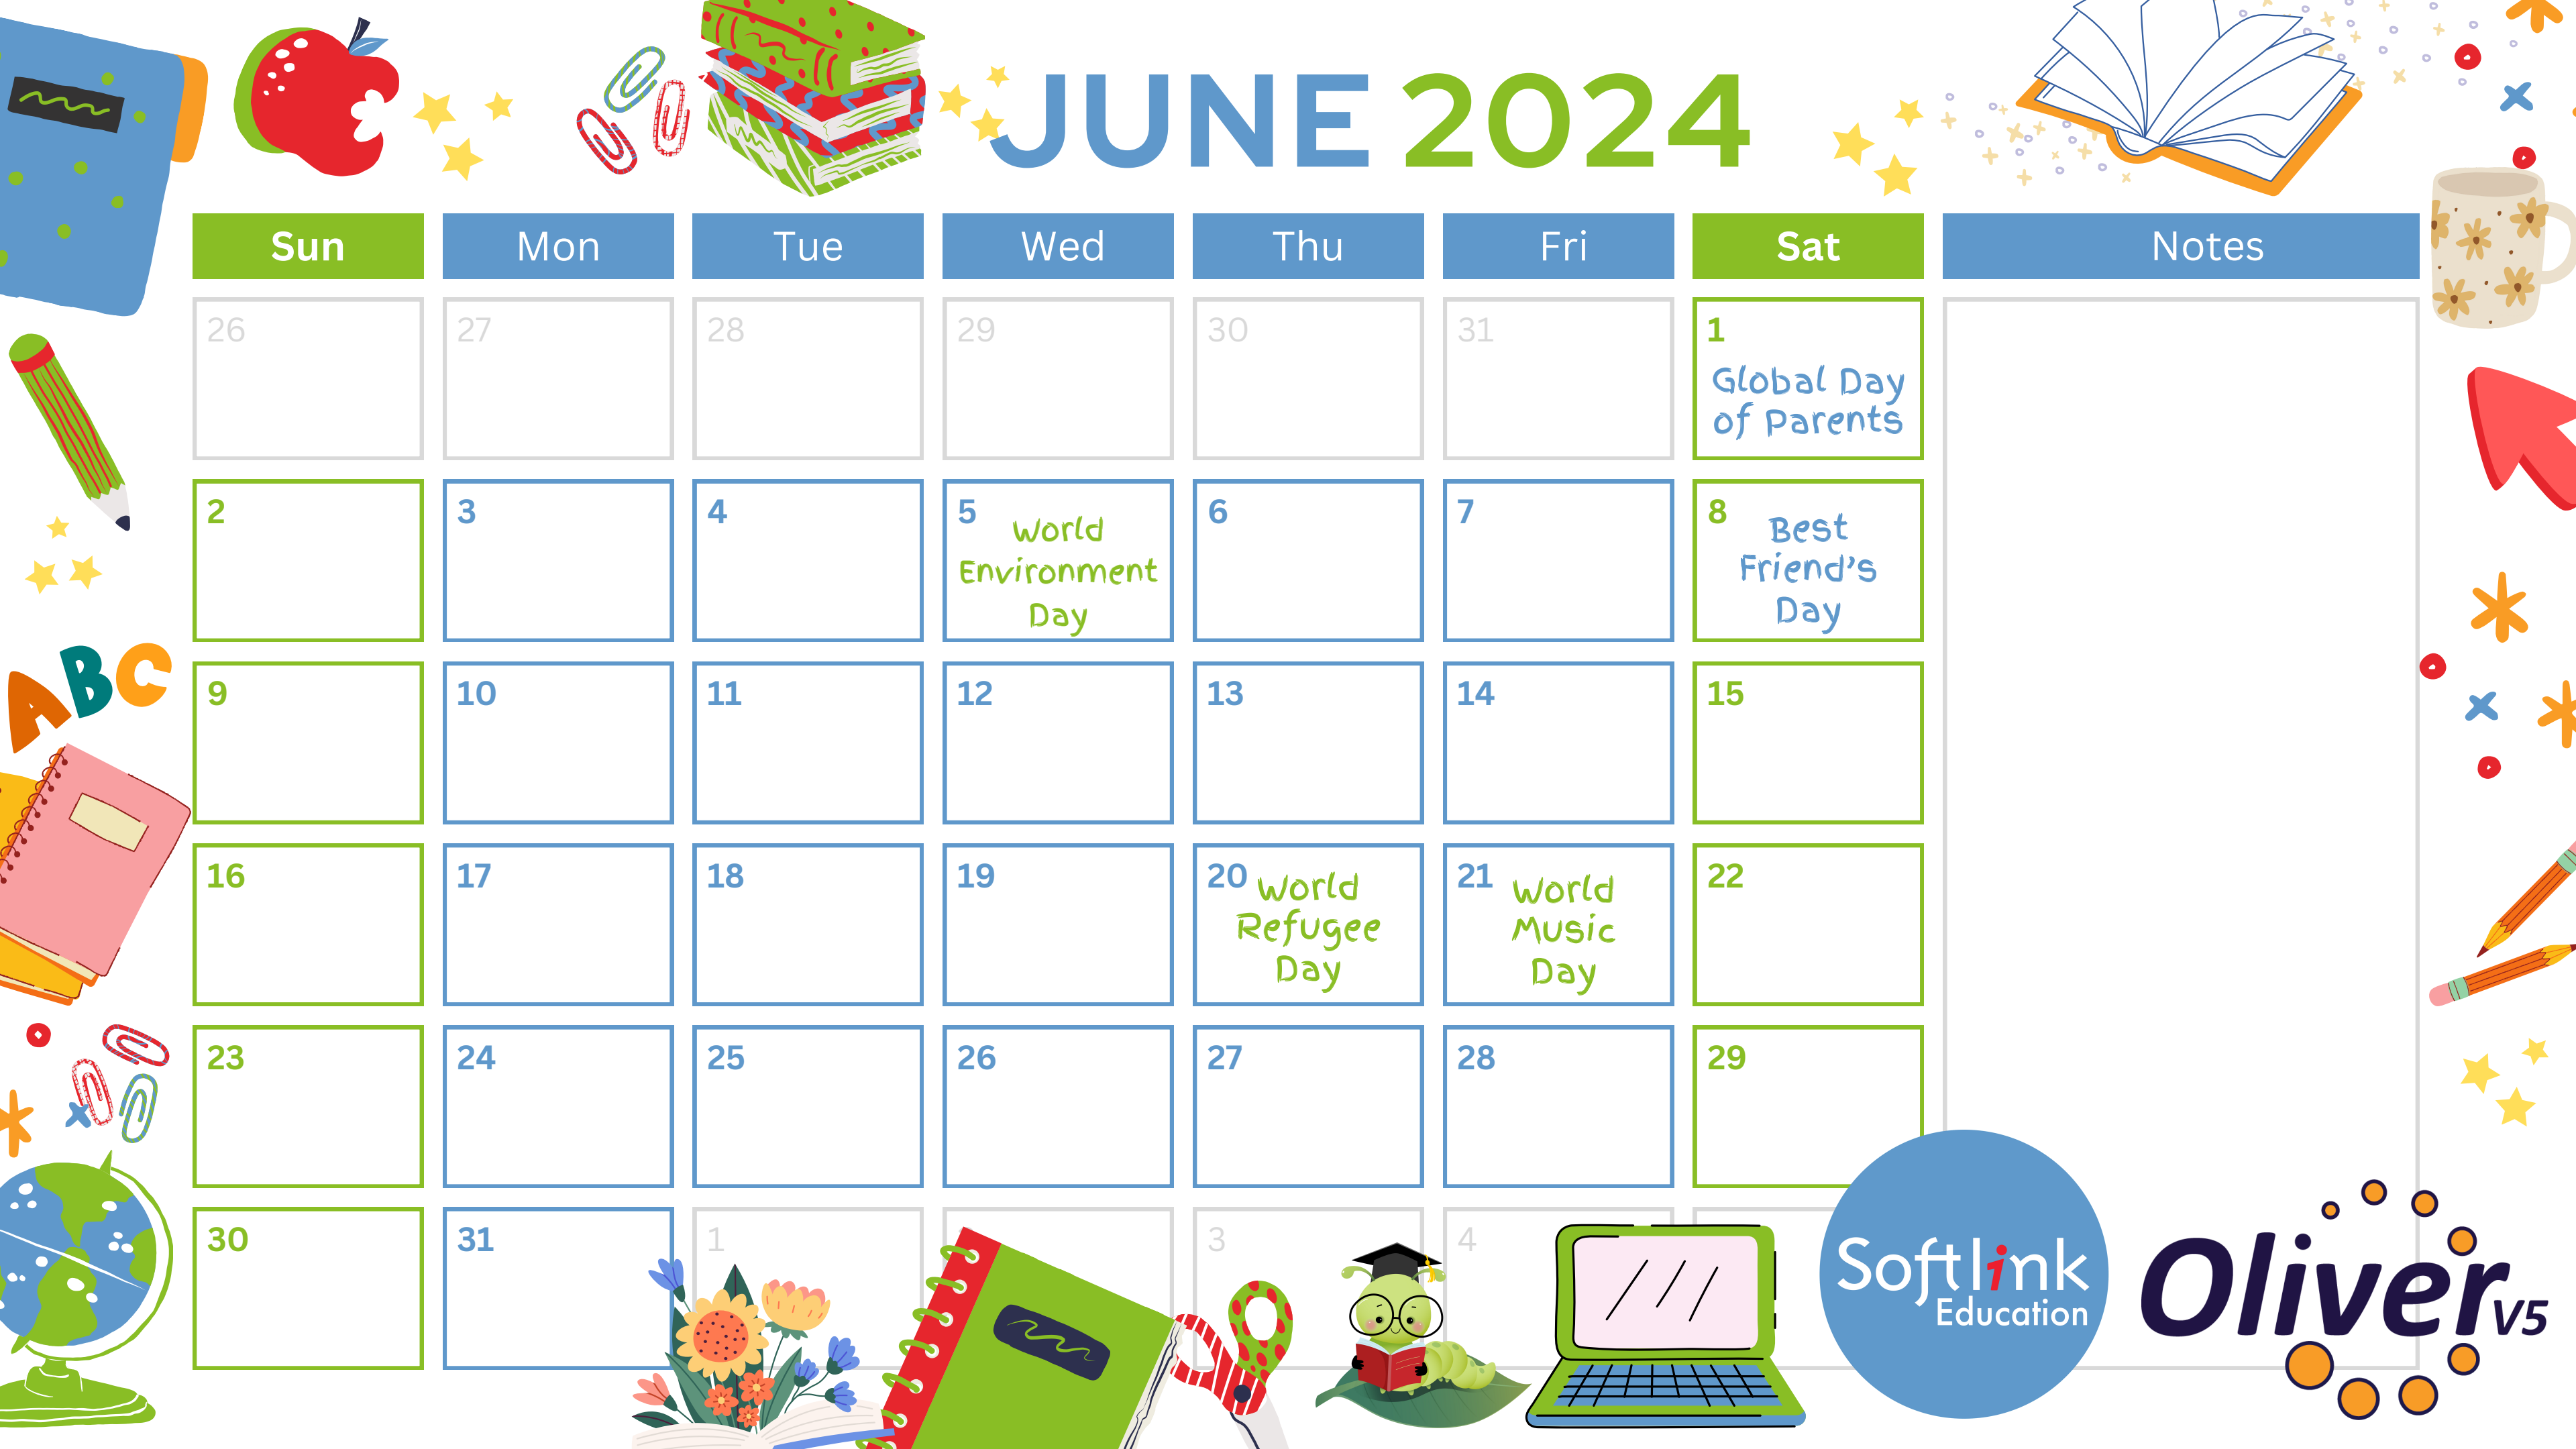 JUNE 2024
Sun Mon Tue Wed Thu Fri Sat Notes
26 27 28 29 30 31 1
Global Day
of Parents
2 3 4 5 6 7 8
World
Environment
Day
Best
Friend's
Day
9 10 11 12 13 14 15
16 17 18 19 20 21 22
World
Refugee
Day
World
Music
Day
23 24 25 26 27 28 29
30 31 1 3 4
ABC
Softlink
Education
Oliver V5